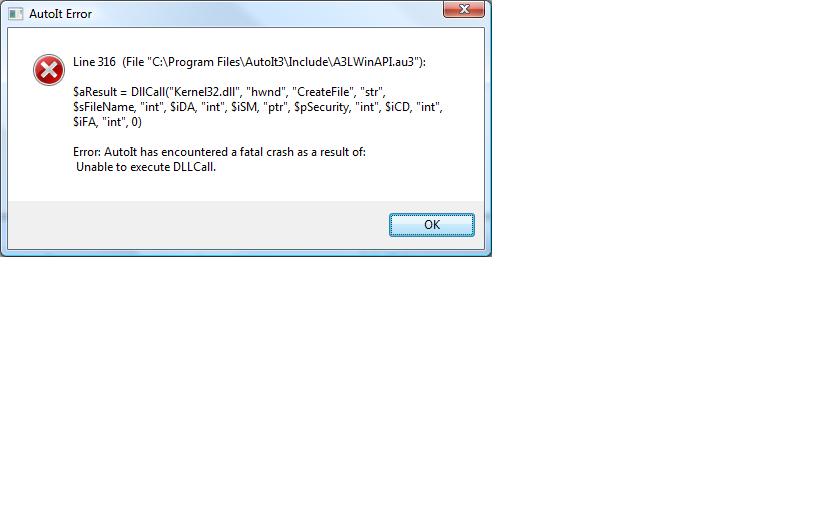 AutoIt Error
Line 316  (File "C:\Program Files\AutoIt3\Include\A3LWinAPI.au3"):
$aResult = DllCall("Kernel32.dll", "hwnd", "CreateFile", "str",
$sFileName, "int", $iDA, "int", $iSM, "ptr", $pSecurity, "int", $iCD, "int",
$iFA, "int", 0)
Error: AutoIt has encountered a fatal crash as a result of:
Unable to execute DLLCall.
OK